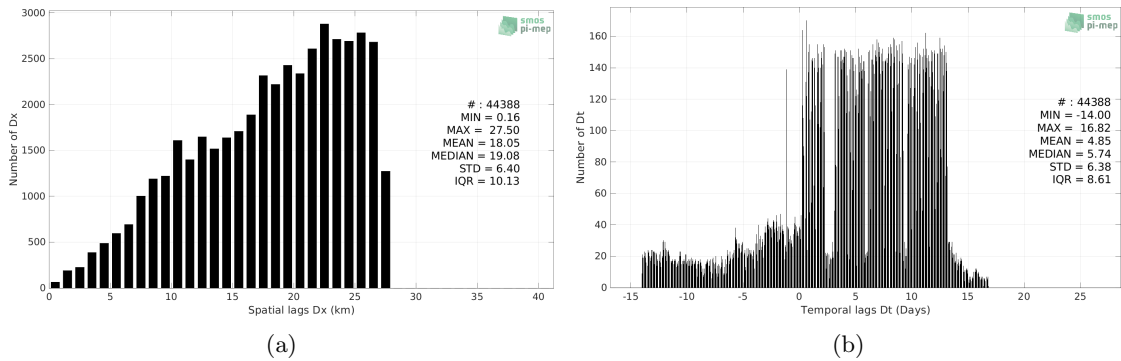 3000
2500
2000
1500
1000
500
0
Number of Dx
0 5 10 15 20 25 30 35 40
Spatial lags Dx (km)
smos
pi-mep
# : 44388
MIN = 0.16
MAX = 27.50
MEAN = 18.05
MEDIAN = 19.08
STD = 6.40
IQR = 10.13
(a)
160
140
120
100
80
60
40
20
0
Number of Dt
-15 -10 -5 0 5 10 15 20 25
Temporal lags Dt (Days)
smos
pi-mep
# : 44388
MIN = -14.00
MAX = 16.82
MEAN = 4.85
MEDIAN = 5.74
STD = 6.38
IQR = 8.61
(b)